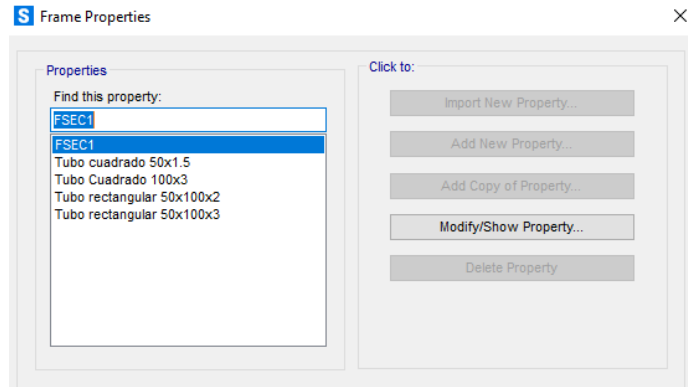 S Frame Properties
Properties
Find this property:
FSEC1
FSEC1
Tubo cuadrado 50x1.5
Tubo Cuadrado 100x3
Tubo rectangular 50x100x2
Tubo rectangular 50x100x3
Click to:
Import New Property...
Add New Property...
Add Copy of Property...
Modify/Show Property...
Delete Property